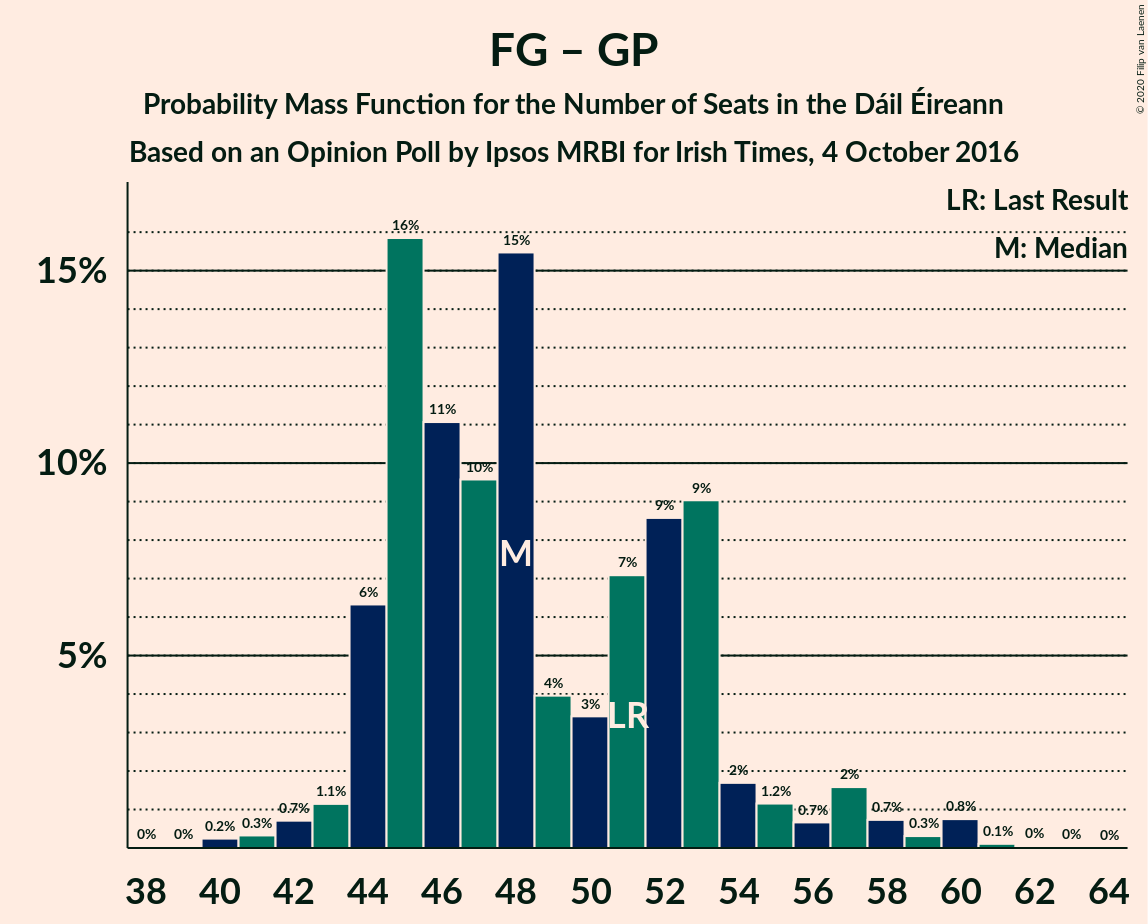 © 2020 Filip van Laenen
FG – GP
Probability Mass Function for the Number of Seats in the Dáil Éireann
Based on an Opinion Poll by Ipsos MRBI for Irish Times, 4 October 2016
LR: Last Result
M: Median
15%
10%
5%
0% 0% 0.2% 0.3% 0.7% 1.1% 6% 16% 11% 10% 15% 4% 3% 7% 9% 9% 2% 1.2% 0.7% 2% 0.7% 0.3% 0.8% 0.1% 0% 0% 0%
M
LR
38 40 42 44 46 48 50 52 54 56 58 60 62 64